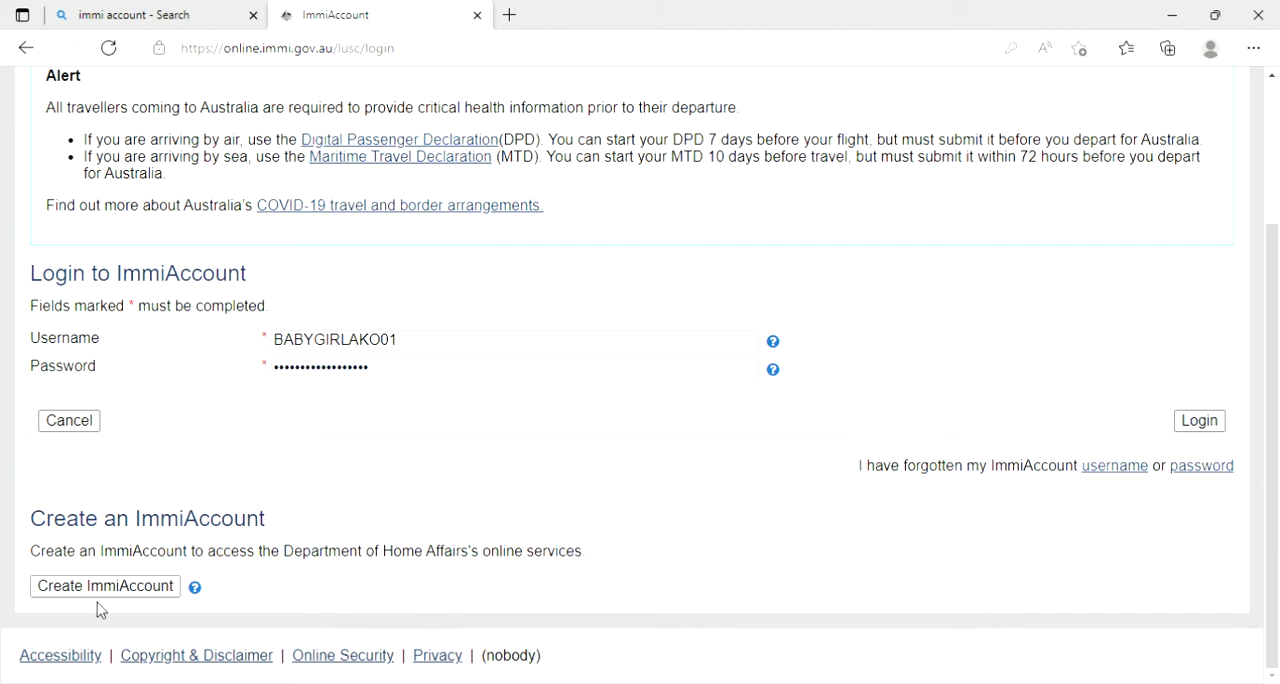 immi account - Search
ImmiAccount
https://online.immi.gov.au/lusc/login
Alert
All travellers coming to Australia are required to provide critical health information prior to their departure.
• If you are arriving by air, use the Digital Passenger Declaration(DPD). You can start your DPD 7 days before your flight, but must submit it before you depart for Australia.
• If you are arriving by sea, use the Maritime Travel Declaration (MTD). You can start your MTD 10 days before travel, but must submit it within 72 hours before you depart
for Australia.
Find out more about Australia's COVID-19 travel and border arrangements.
Login to ImmiAccount
Fields marked * must be completed.
Username * BABYGIRLAKO01
Password * ••••••••••••••••••
Cancel Login
I have forgotten my ImmiAccount username or password
Create an ImmiAccount
Create an ImmiAccount to access the Department of Home Affairs's online services.
Create ImmiAccount
Accessibility | Copyright & Disclaimer | Online Security | Privacy | (nobody)